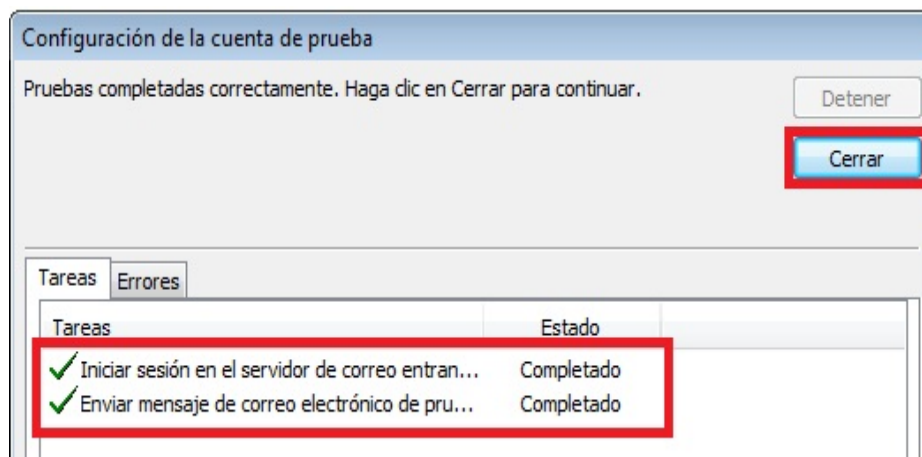 Configuración de la cuenta de prueba
Pruebas completadas correctamente. Haga clic en Cerrar para continuar.
Detener
Cerrar
Tareas Errores
Tareas Estado
Iniciar sesión en el servidor de correo entran... Completado
Enviar mensaje de correo electrónico de pru... Completado